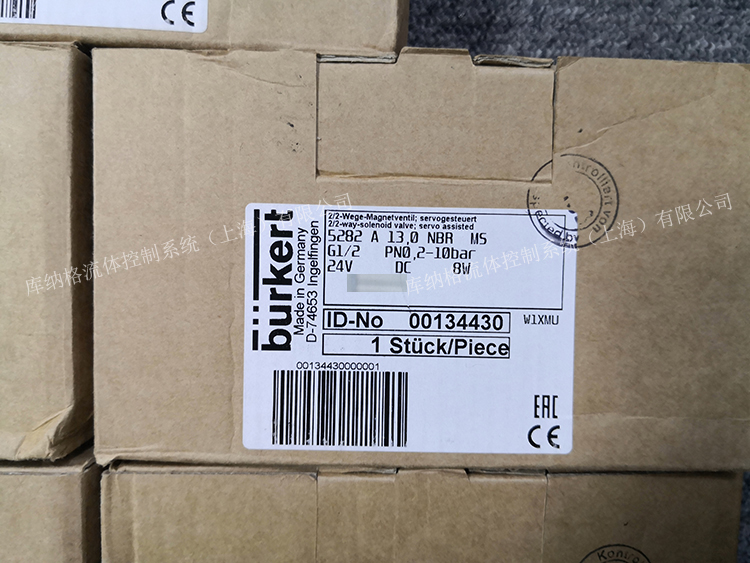 bürkert
Made in Germany
D-74653 Ingelfingen
2/2-Wege-Magnetventil; servogesteuert
2/2-way-solenoid valve; servo assisted
5282 A 13,0 NBR MS
G1/2 PN0,2-10bar
24V DC 8W
ID-No 00134430
W1XMU
1 Stück/Piece
00134430000001
EAC
CE
Kontrolliert von
库纳格流体控制系统（上海）有限公司
库纳格流体控制系统（上海）有限公司